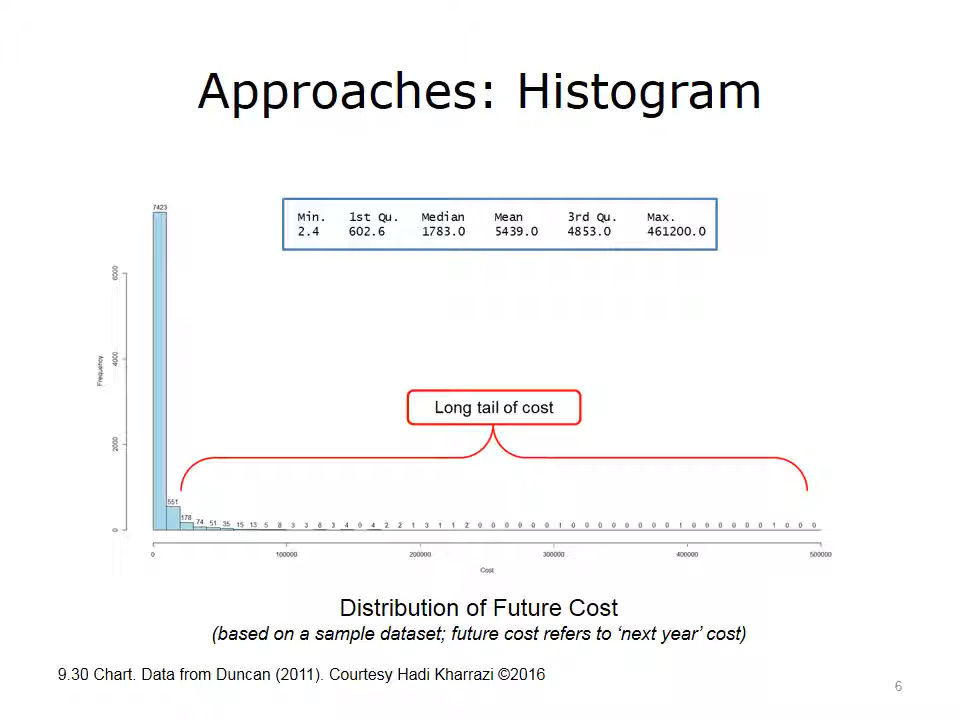 Approaches: Histogram
7423
Min. 1st Qu. Median Mean 3rd Qu. Max.
2.4 602.6 1783.0 5439.0 4853.0 461200.0
6000
4000
2000
0
Frequency
Long tail of cost
551
178 74 51 35 15 13 5 8 3 3 6 3 4 0 4 2 2 1 3 1 1 2 0 0 0 0 0 0 1 0 0 0 0 0 0 0 0 1 0 0 0 0 0 0 1 0 0 0
0 100000 200000 300000 400000 500000
Cost
Distribution of Future Cost
(based on a sample dataset; future cost refers to ‘next year’ cost)
9.30 Chart. Data from Duncan (2011). Courtesy Hadi Kharrazi ©2016
6